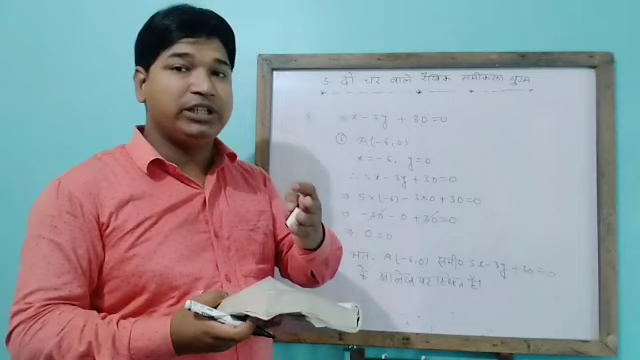 3. दो चर वाले रैखिक समीकरण युग्म
5x - 3y + 30 = 0
① A(-6,0)
x = -6, y = 0
∴ 5x - 3y + 30 = 0
⇒ 5×(-6) - 3×0 + 30 = 0
⇒ -30 - 0 + 30 = 0
⇒ 0 = 0
अतः A(-6,0) समी० 5x - 3y + 30 = 0
के आलेख पर स्थित है।